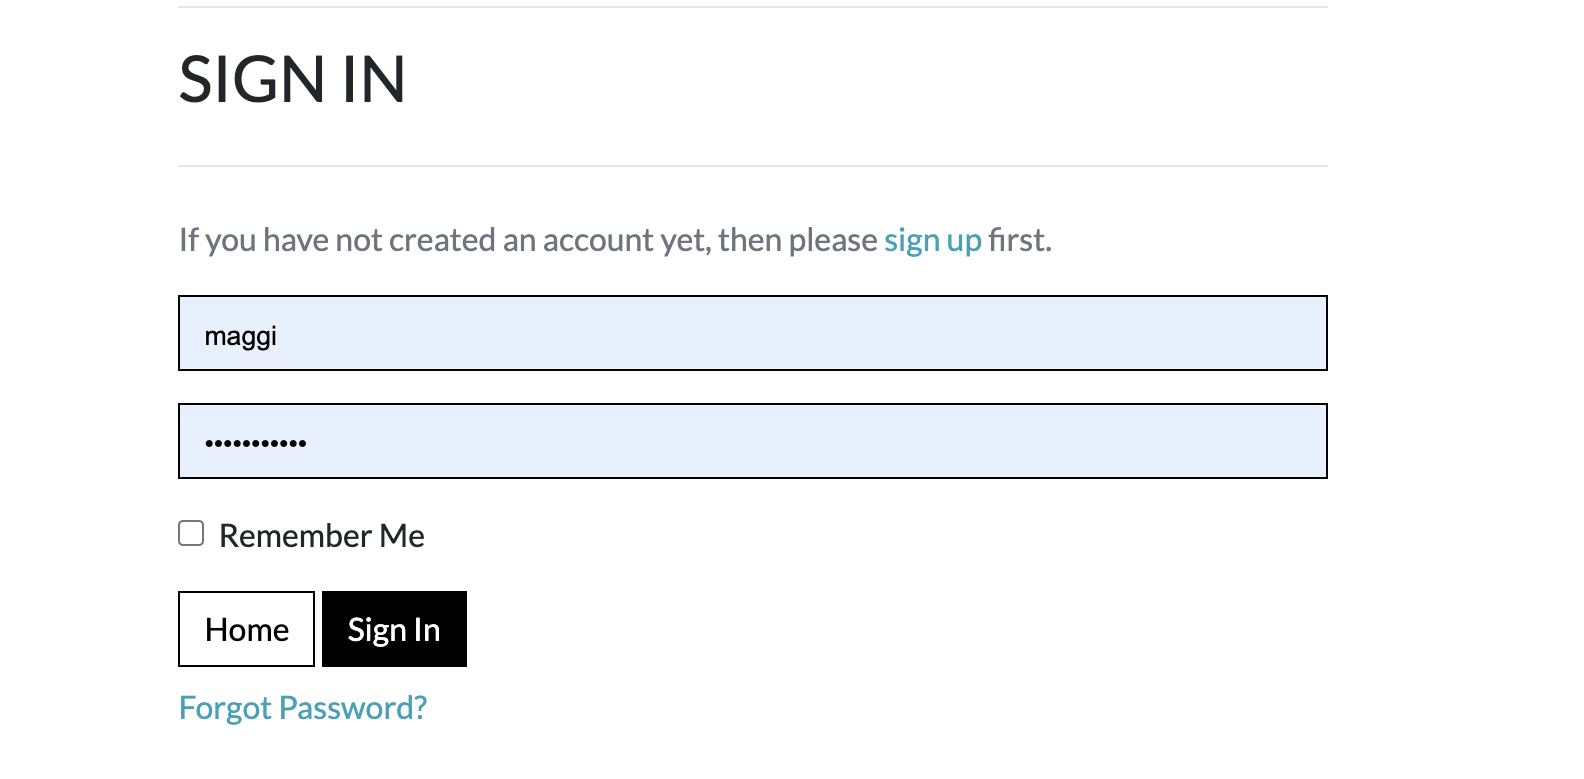 SIGN IN
If you have not created an account yet, then please sign up first.
maggi
•••••••••••
Remember Me
Home Sign In
Forgot Password?